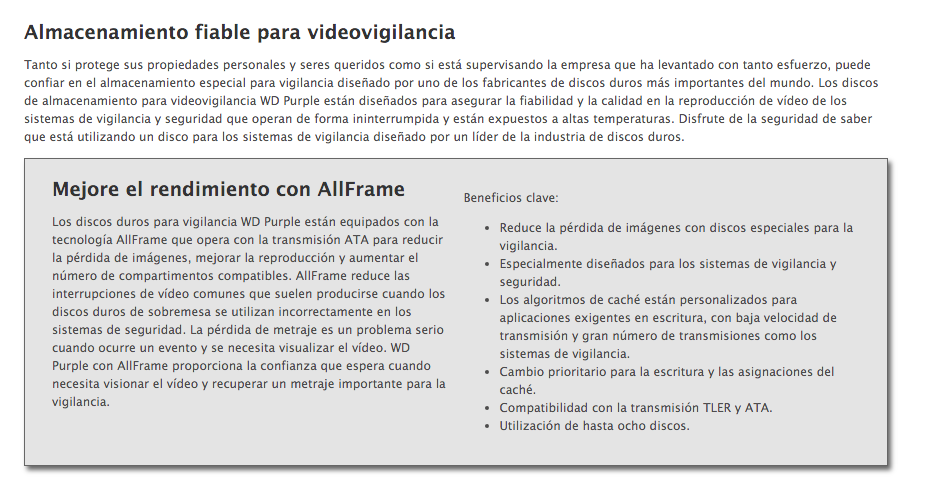 Almacenamiento fiable para videovigilancia
Tanto si protege sus propiedades personales y seres queridos como si está supervisando la empresa que ha levantado con tanto esfuerzo, puede
confiar en el almacenamiento especial para vigilancia diseñado por uno de los fabricantes de discos duros más importantes del mundo. Los discos
de almacenamiento para videovigilancia WD Purple están diseñados para asegurar la fiabilidad y la calidad en la reproducción de vídeo de los
sistemas de vigilancia y seguridad que operan de forma ininterrumpida y están expuestos a altas temperaturas. Disfrute de la seguridad de saber
que está utilizando un disco para los sistemas de vigilancia diseñado por un líder de la industria de discos duros.
Mejore el rendimiento con AllFrame
Los discos duros para vigilancia WD Purple están equipados con la
tecnología AllFrame que opera con la transmisión ATA para reducir
la pérdida de imágenes, mejorar la reproducción y aumentar el
número de compartimentos compatibles. AllFrame reduce las
interrupciones de vídeo comunes que suelen producirse cuando los
discos duros de sobremesa se utilizan incorrectamente en los
sistemas de seguridad. La pérdida de metraje es un problema serio
cuando ocurre un evento y se necesita visualizar el vídeo. WD
Purple con AllFrame proporciona la confianza que espera cuando
necesita visionar el vídeo y recuperar un metraje importante para la
vigilancia.
Beneficios clave:
• Reduce la pérdida de imágenes con discos especiales para la
vigilancia.
• Especialmente diseñados para los sistemas de vigilancia y
seguridad.
• Los algoritmos de caché están personalizados para
aplicaciones exigentes en escritura, con baja velocidad de
transmisión y gran número de transmisiones como los
sistemas de vigilancia.
• Cambio prioritario para la escritura y las asignaciones del
caché.
• Compatibilidad con la transmisión TLER y ATA.
• Utilización de hasta ocho discos.